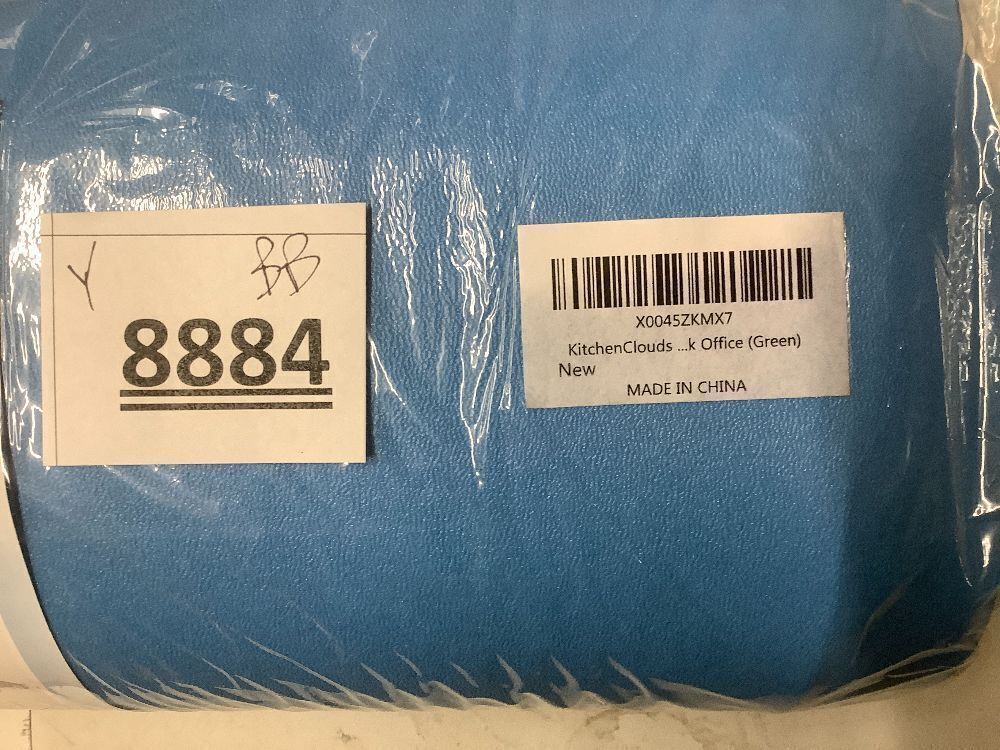 Y BB
8884
X0045ZKMX7
KitchenClouds ...k Office (Green)
New
MADE IN CHINA